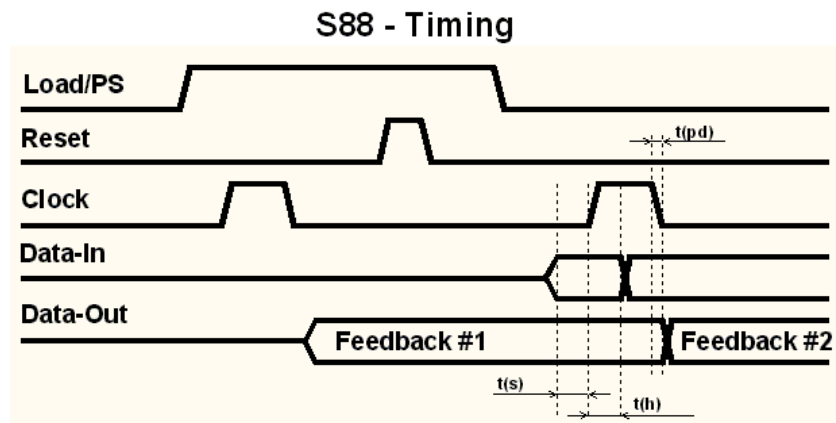 S88 - Timing
Load/PS
Reset
t(pd)
Clock
Data-In
Data-Out
Feedback #1
Feedback #2
t(s)
t(h)